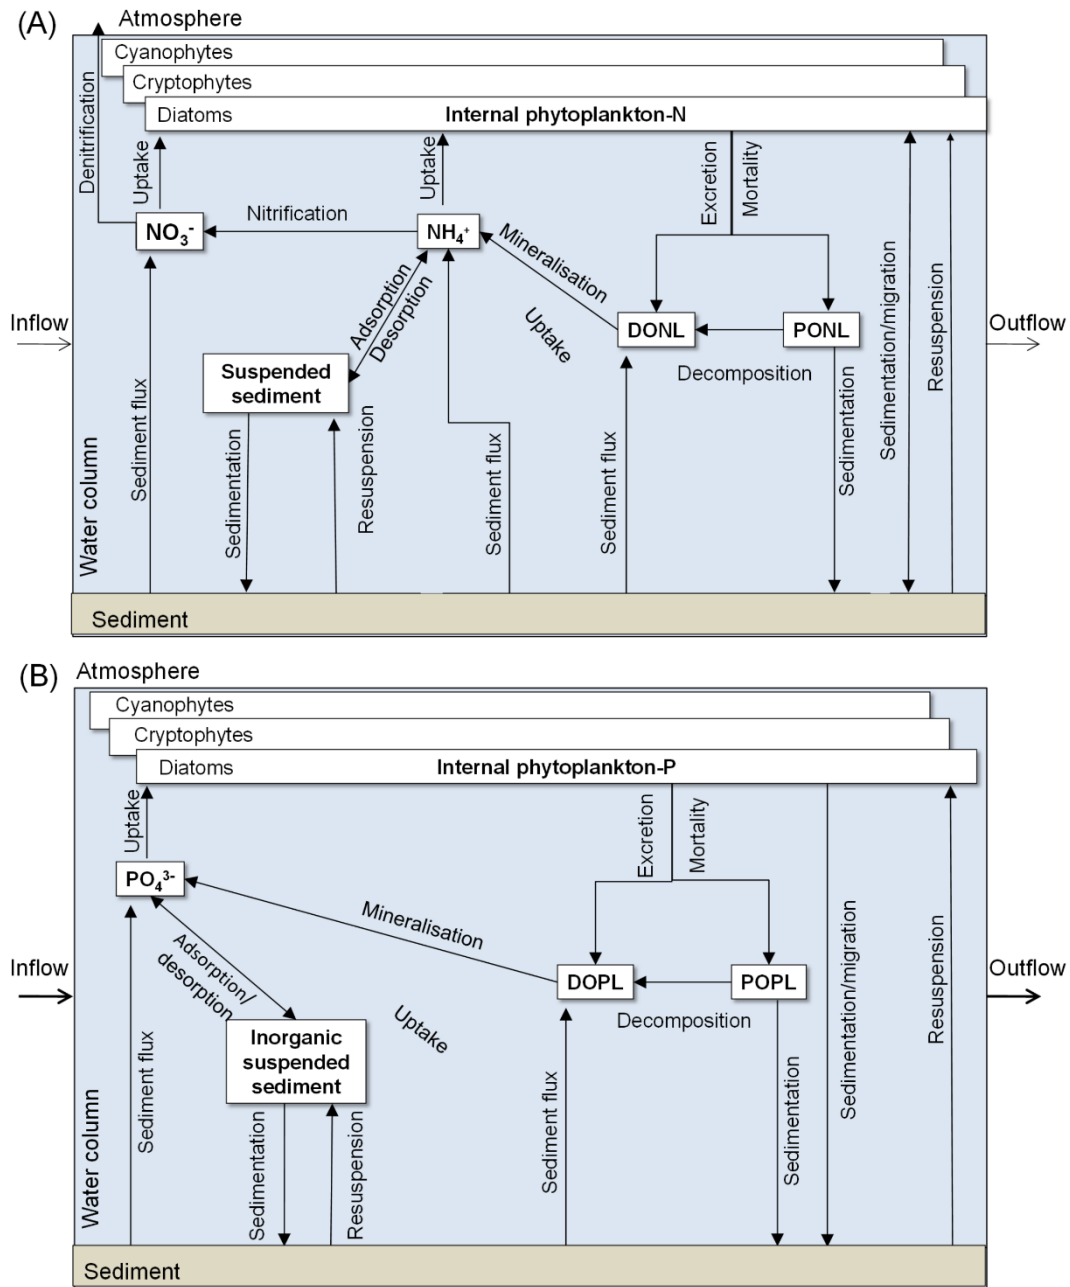 (A)
Atmosphere
Cyanophytes
Cryptophytes
Diatoms
Internal phytoplankton-N
Denitrification
Uptake
Uptake
Excretion
Mortality
NO₃⁻
Nitrification
NH₄⁺
Mineralisation
Adsorption
Desorption
Uptake
DONL
PONL
Decomposition
Inflow
Outflow
Suspended
sediment
Water column
Sediment flux
Sedimentation
Resuspension
Sediment flux
Sediment flux
Sedimentation
Sedimentation/migration
Resuspension
Sediment
(B)
Atmosphere
Cyanophytes
Cryptophytes
Diatoms
Internal phytoplankton-P
Uptake
Excretion
Mortality
PO₄³⁻
Mineralisation
Adsorption/
desorption
Uptake
DOPL
POPL
Decomposition
Inflow
Outflow
Inorganic
suspended
sediment
Water column
Sediment flux
Sedimentation
Resuspension
Sediment flux
Sedimentation
Sedimentation/migration
Resuspension
Sediment